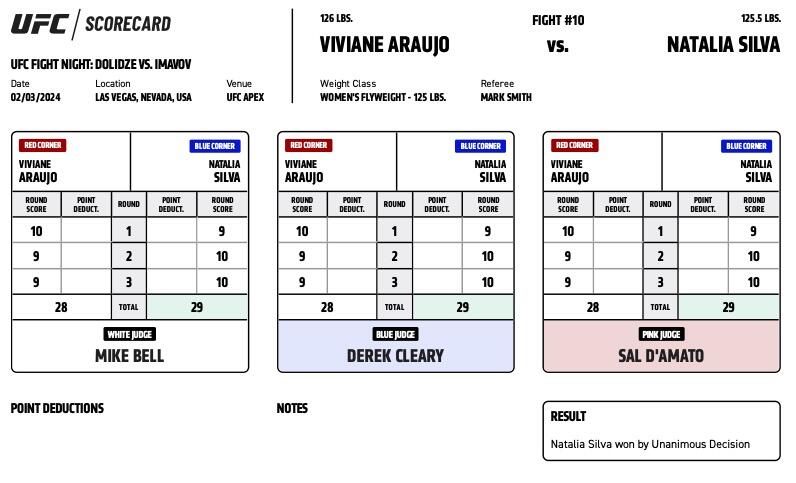 UFC SCORECARD
UFC FIGHT NIGHT: DOLIDZE VS. IMAVOV
Date Location Venue
02/03/2024 LAS VEGAS, NEVADA, USA UFC APEX
126 LBS. FIGHT #10 125.5 LBS.
VIVIANE ARAUJO vs. NATALIA SILVA
Weight Class Referee
WOMEN'S FLYWEIGHT - 125 LBS. MARK SMITH
RED CORNER BLUE CORNER
VIVIANE NATALIA
ARAUJO SILVA
ROUND POINT ROUND POINT ROUND
SCORE DEDUCT. DEDUCT. SCORE
10 1 9
9 2 10
9 3 10
28 TOTAL 29
WHITE JUDGE
MIKE BELL
RED CORNER BLUE CORNER
VIVIANE NATALIA
ARAUJO SILVA
ROUND POINT ROUND POINT ROUND
SCORE DEDUCT. DEDUCT. SCORE
10 1 9
9 2 10
9 3 10
28 TOTAL 29
BLUE JUDGE
DEREK CLEARY
RED CORNER BLUE CORNER
VIVIANE NATALIA
ARAUJO SILVA
ROUND POINT ROUND POINT ROUND
SCORE DEDUCT. DEDUCT. SCORE
10 1 9
9 2 10
9 3 10
28 TOTAL 29
PINK JUDGE
SAL D'AMATO
POINT DEDUCTIONS
NOTES
RESULT
Natalia Silva won by Unanimous Decision